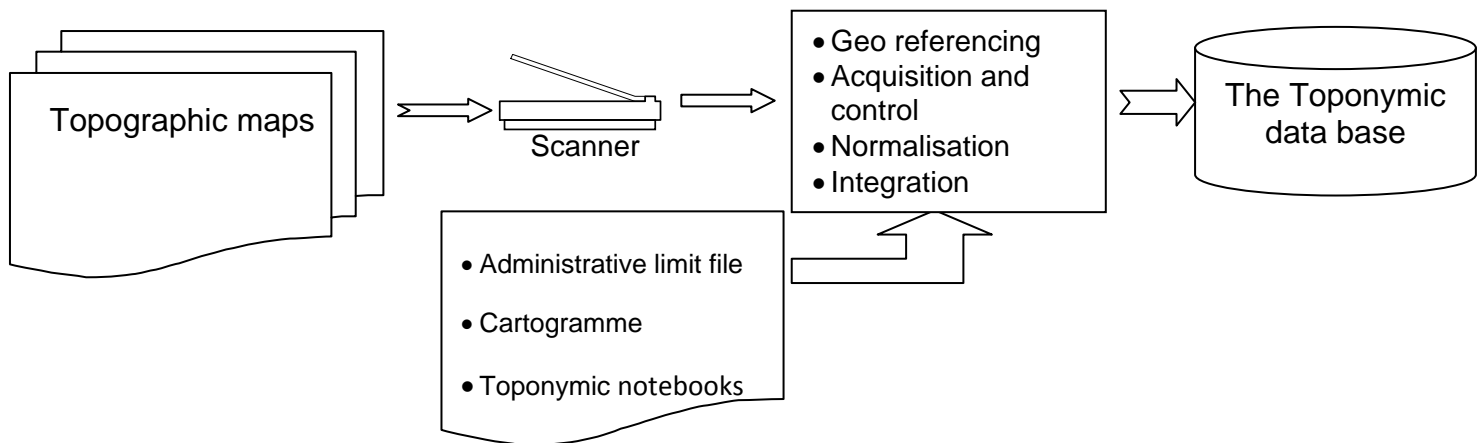 Topographic maps
Scanner
• Geo referencing
• Acquisition and
control
• Normalisation
• Integration
The Toponymic
data base
• Administrative limit file
• Cartogramme
• Toponymic notebooks